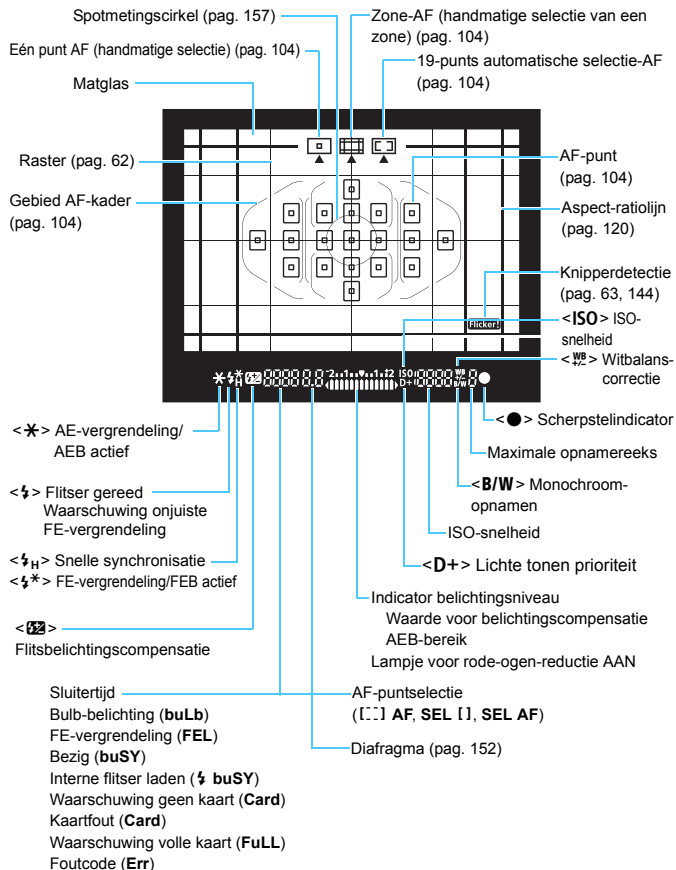 Spotmetingscirkel (pag. 157)
Zone-AF (handmatige selectie van een
zone) (pag. 104)
Eén punt AF (handmatige selectie) (pag. 104)
19-punts automatische selectie-AF
(pag. 104)
Matglas
Raster (pag. 62)
AF-punt
(pag. 104)
Gebied AF-kader
(pag. 104)
Aspect-ratiolijn
(pag. 120)
Knipperdetectie
(pag. 63, 144)
Flicker!
<ISO> ISO-
snelheid
<WB +/-> Witbalans-
correctie
-2..1..▼..1.+2 ISO D+ WB +/- B/W
<●> Scherpstelindicator
<✱> AE-vergrendeling/
AEB actief
Maximale opnamereeks
<B/W> Monochroom-
opnamen
<⚡> Flitser gereed
Waarschuwing onjuiste
FE-vergrendeling
ISO-snelheid
<⚡H> Snelle synchronisatie
<⚡*> FE-vergrendeling/FEB actief
<D+> Lichte tonen prioriteit
Indicator belichtingsniveau
Waarde voor belichtingscompensatie
AEB-bereik
Lampje voor rode-ogen-reductie AAN
<⚡±>
Flitsbelichtingscompensatie
Sluitertijd
Bulb-belichting (buLb)
FE-vergrendeling (FEL)
Bezig (buSY)
Interne flitser laden (⚡ buSY)
Waarschuwing geen kaart (Card)
Kaartfout (Card)
Waarschuwing volle kaart (FuLL)
Foutcode (Err)
AF-puntselectie
([---] AF, SEL [ ], SEL AF)
Diafragma (pag. 152)